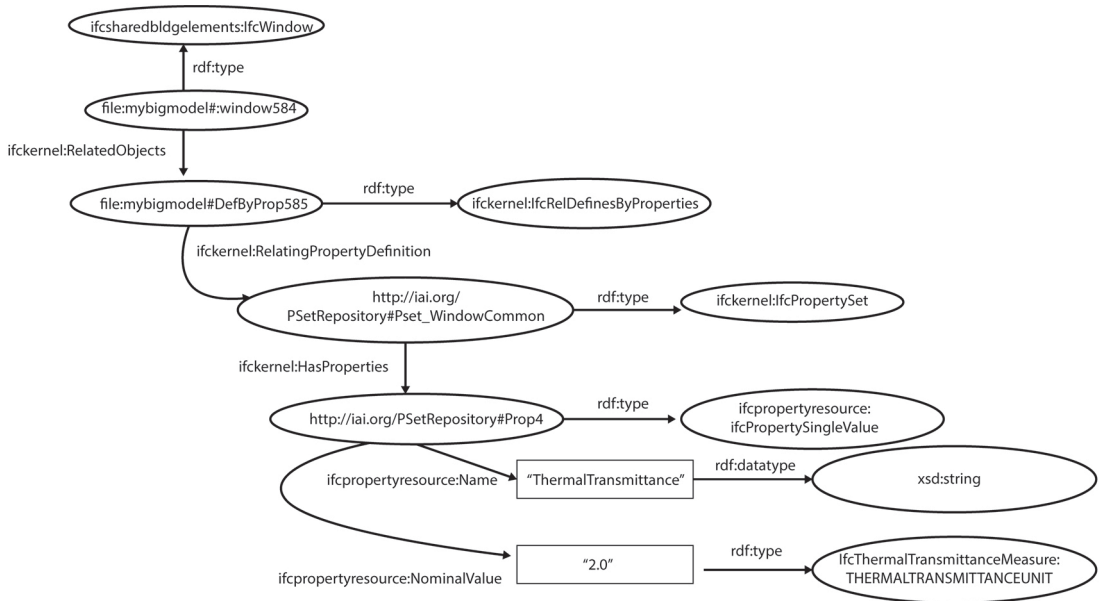 ifcsharedbldgelements:IfcWindow
rdf:type
file:mybigmodel#:window584
ifckernel:RelatedObjects
file:mybigmodel#DefByProp585
rdf:type
ifckernel:IfcRelDefinesByProperties
ifckernel:RelatingPropertyDefinition
http://iai.org/
PSetRepository#Pset_WindowCommon
rdf:type
ifckernel:IfcPropertySet
ifckernel:HasProperties
http://iai.org/PSetRepository#Prop4
rdf:type
ifcpropertyresource:
ifcPropertySingleValue
ifcpropertyresource:Name
“ThermalTransmittance”
rdf:datatype
xsd:string
ifcpropertyresource:NominalValue
“2.0”
rdf:type
IfcThermalTransmittanceMeasure:
THERMALTRANSMITTANCEUNIT